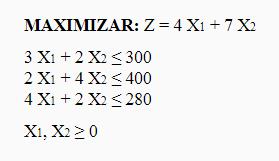 MAXIMIZAR: Z = 4 X1 + 7 X2
3 X1 + 2 X2 ≤ 300
2 X1 + 4 X2 ≤ 400
4 X1 + 2 X2 ≤ 280
X1, X2 ≥ 0